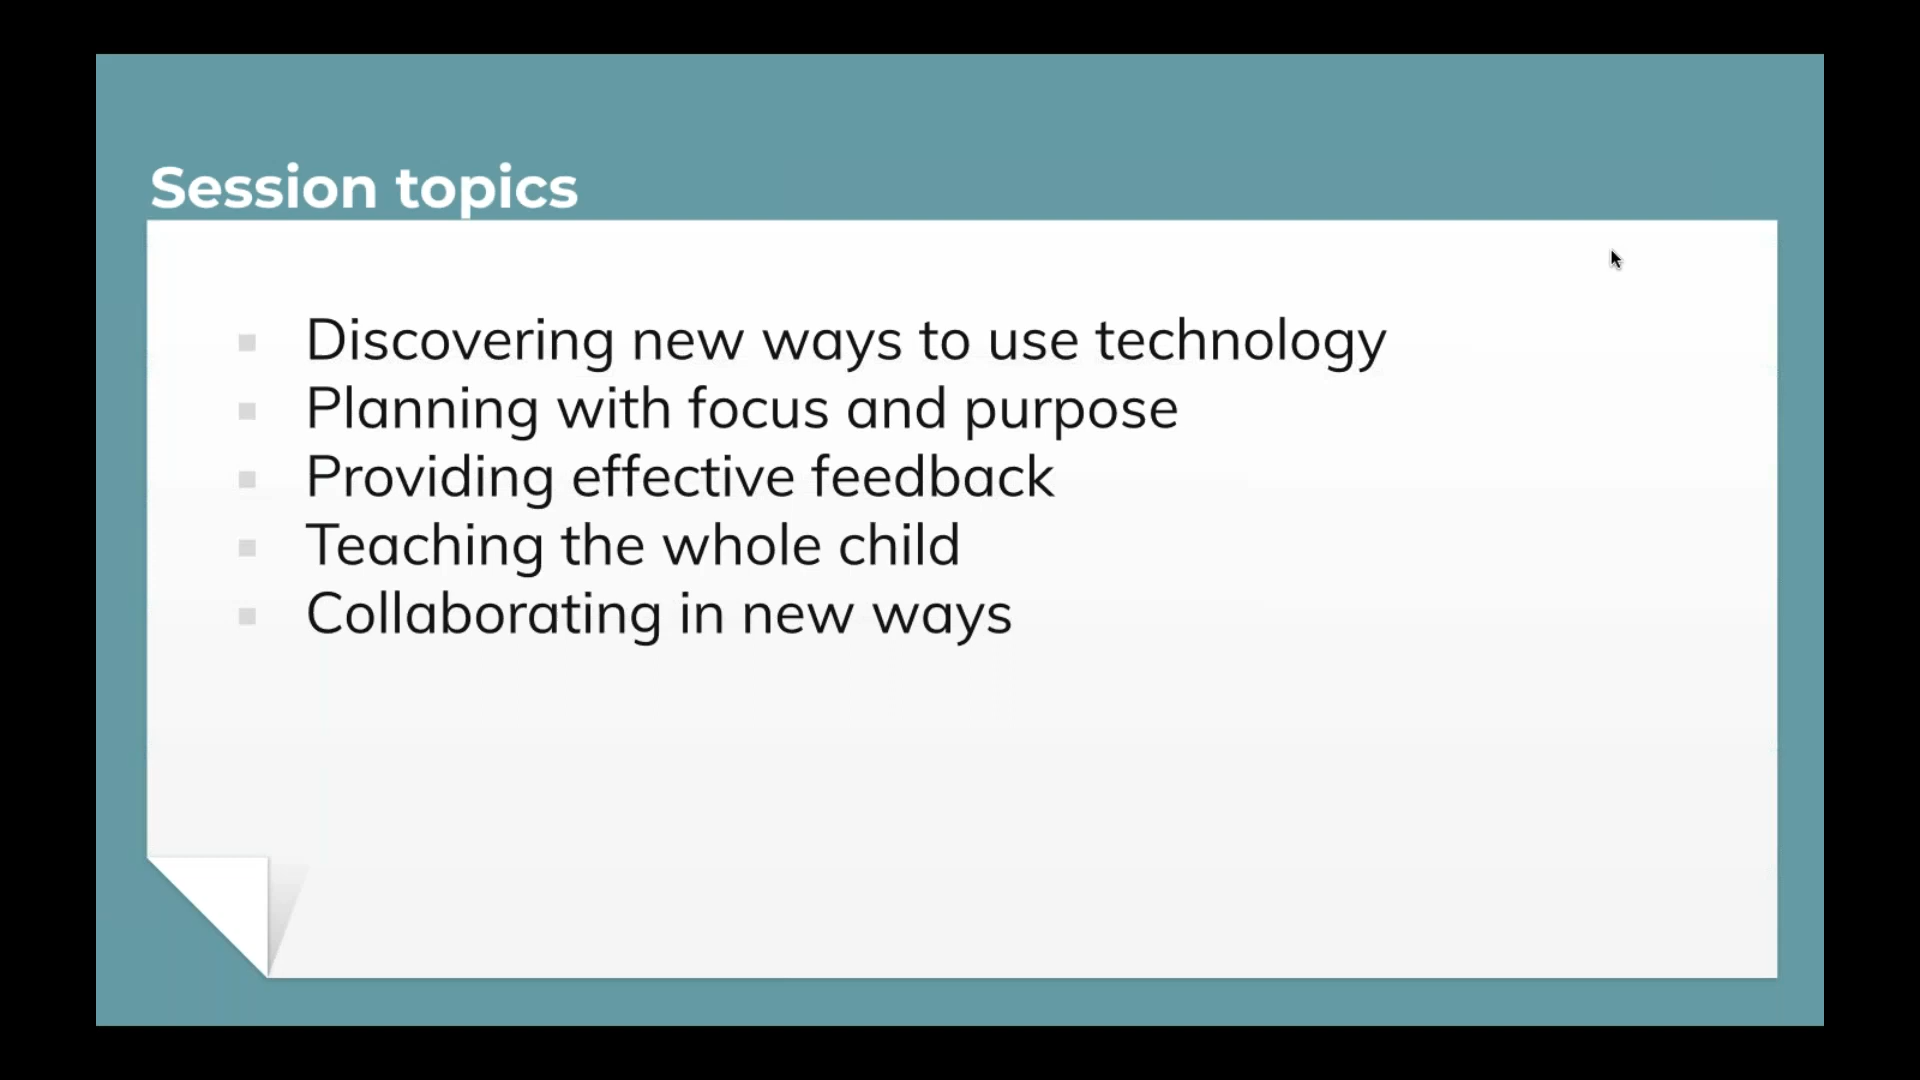 Session topics
Discovering new ways to use technology
Planning with focus and purpose
Providing effective feedback
Teaching the whole child
Collaborating in new ways